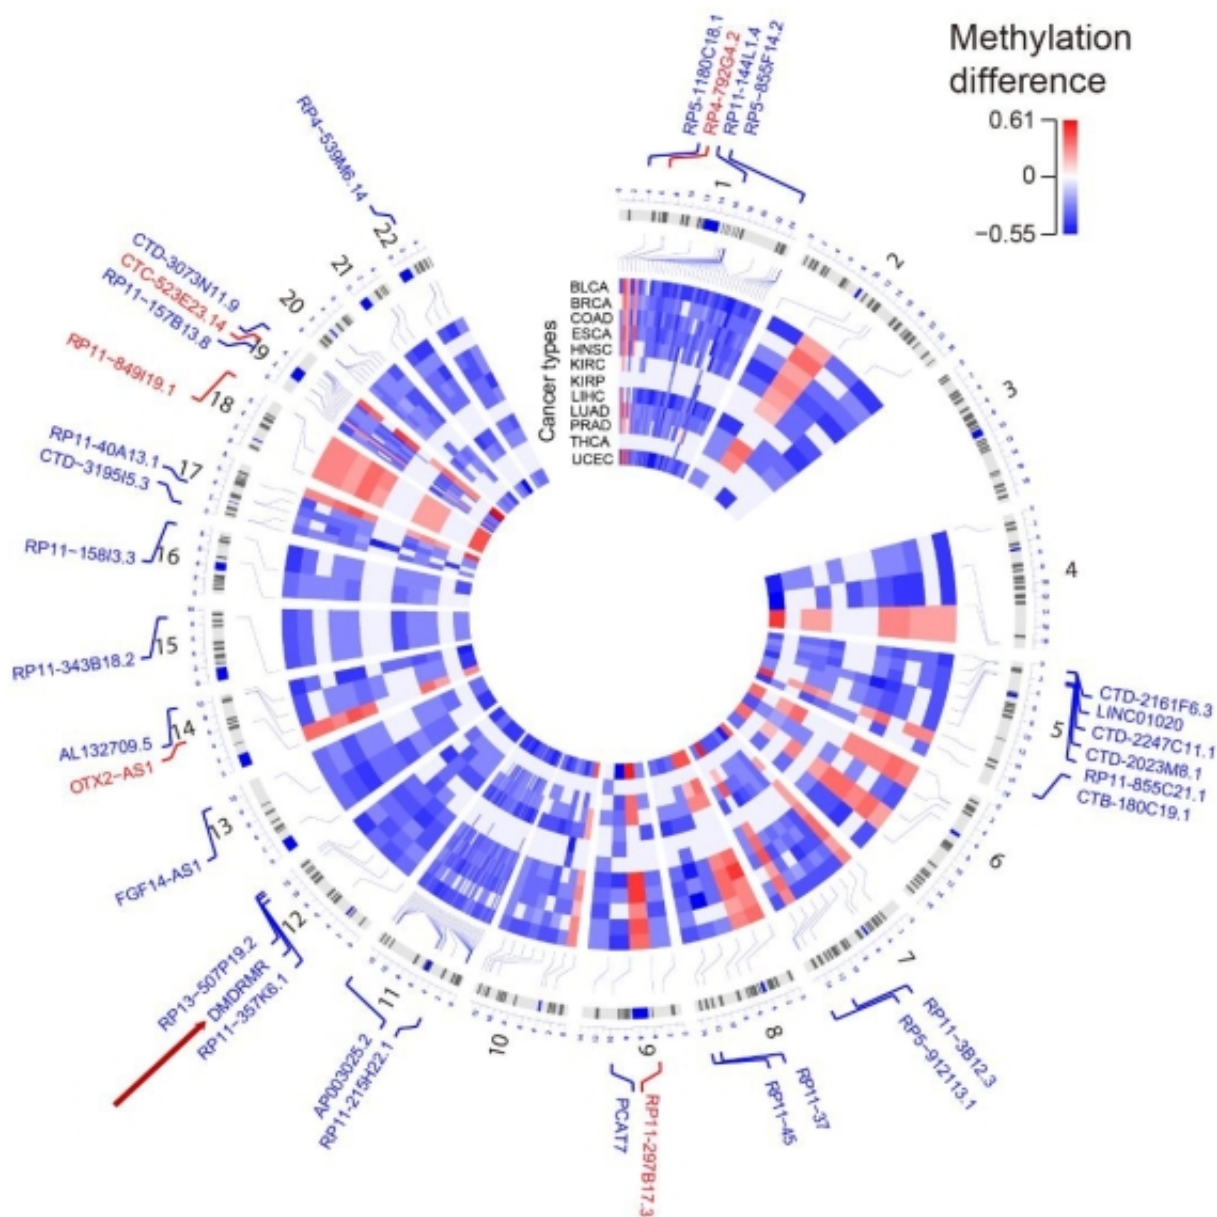 Methylation
difference
0.61
0
−0.55
RP5-1180C18.1
RP4-792G4.2
RP11-144L1.4
RP5-855F14.2
1
2
3
4
CTD-2161F6.3
LINC01020
CTD-2247C11.1
CTD-2023M8.1
RP11-855C21.1
CTB-180C19.1
5
6
7
RP11-3B12.3
RP5-912I13.1
8
RP11-37
RP11-45
9
RP11-297B17.3
PCAT7
10
11
RP11-215H22.1
AP003025.2
12
RP11-357K6.1
DMDRMR
RP13-507P19.2
13
FGF14-AS1
14
OTX2-AS1
AL132709.5
15
RP11-343B18.2
16
RP11-158I3.3
17
CTD-3195I5.3
RP11-40A13.1
18
RP11-849I19.1
19
RP11-157B13.8
CTC-523E23.14
CTD-3073N11.9
20
21
22
RP4-539M6.14
Cancer types
BLCA
BRCA
COAD
ESCA
HNSC
KIRC
KIRP
LIHC
LUAD
PRAD
THCA
UCEC